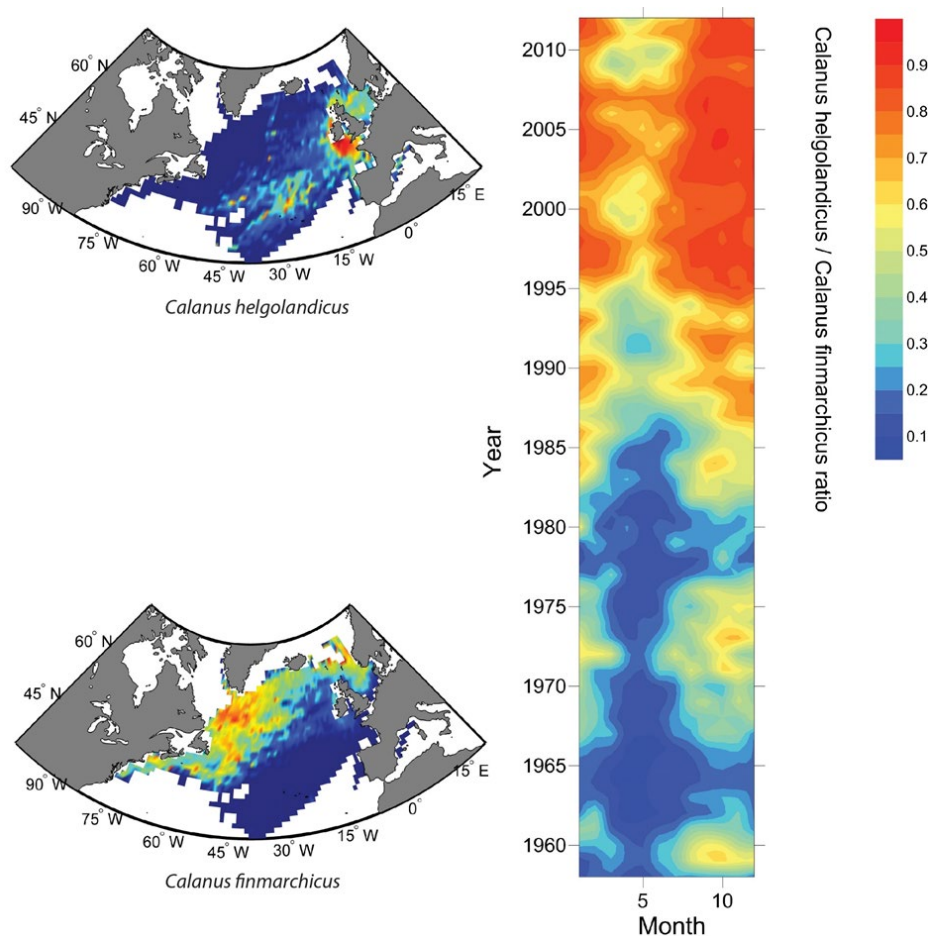 60° N
45° N
90° W
75° W
60° W
45° W
30° W
15° W
0°
15° E
Calanus helgolandicus
60° N
45° N
90° W
75° W
60° W
45° W
30° W
15° W
0°
15° E
Calanus finmarchicus
Year
2010
2005
2000
1995
1990
1985
1980
1975
1970
1965
1960
5 10
Month
Calanus helgolandicus / Calanus finmarchicus ratio
0.9
0.8
0.7
0.6
0.5
0.4
0.3
0.2
0.1